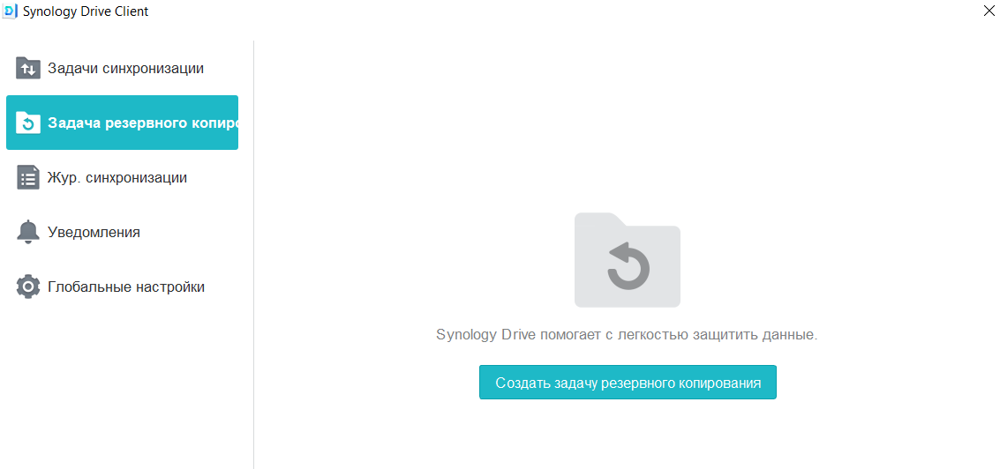 Synology Drive Client
Задачи синхронизации
Задача резервного копиро
Жур. синхронизации
Уведомления
Глобальные настройки
Synology Drive помогает с легкостью защитить данные.
Создать задачу резервного копирования